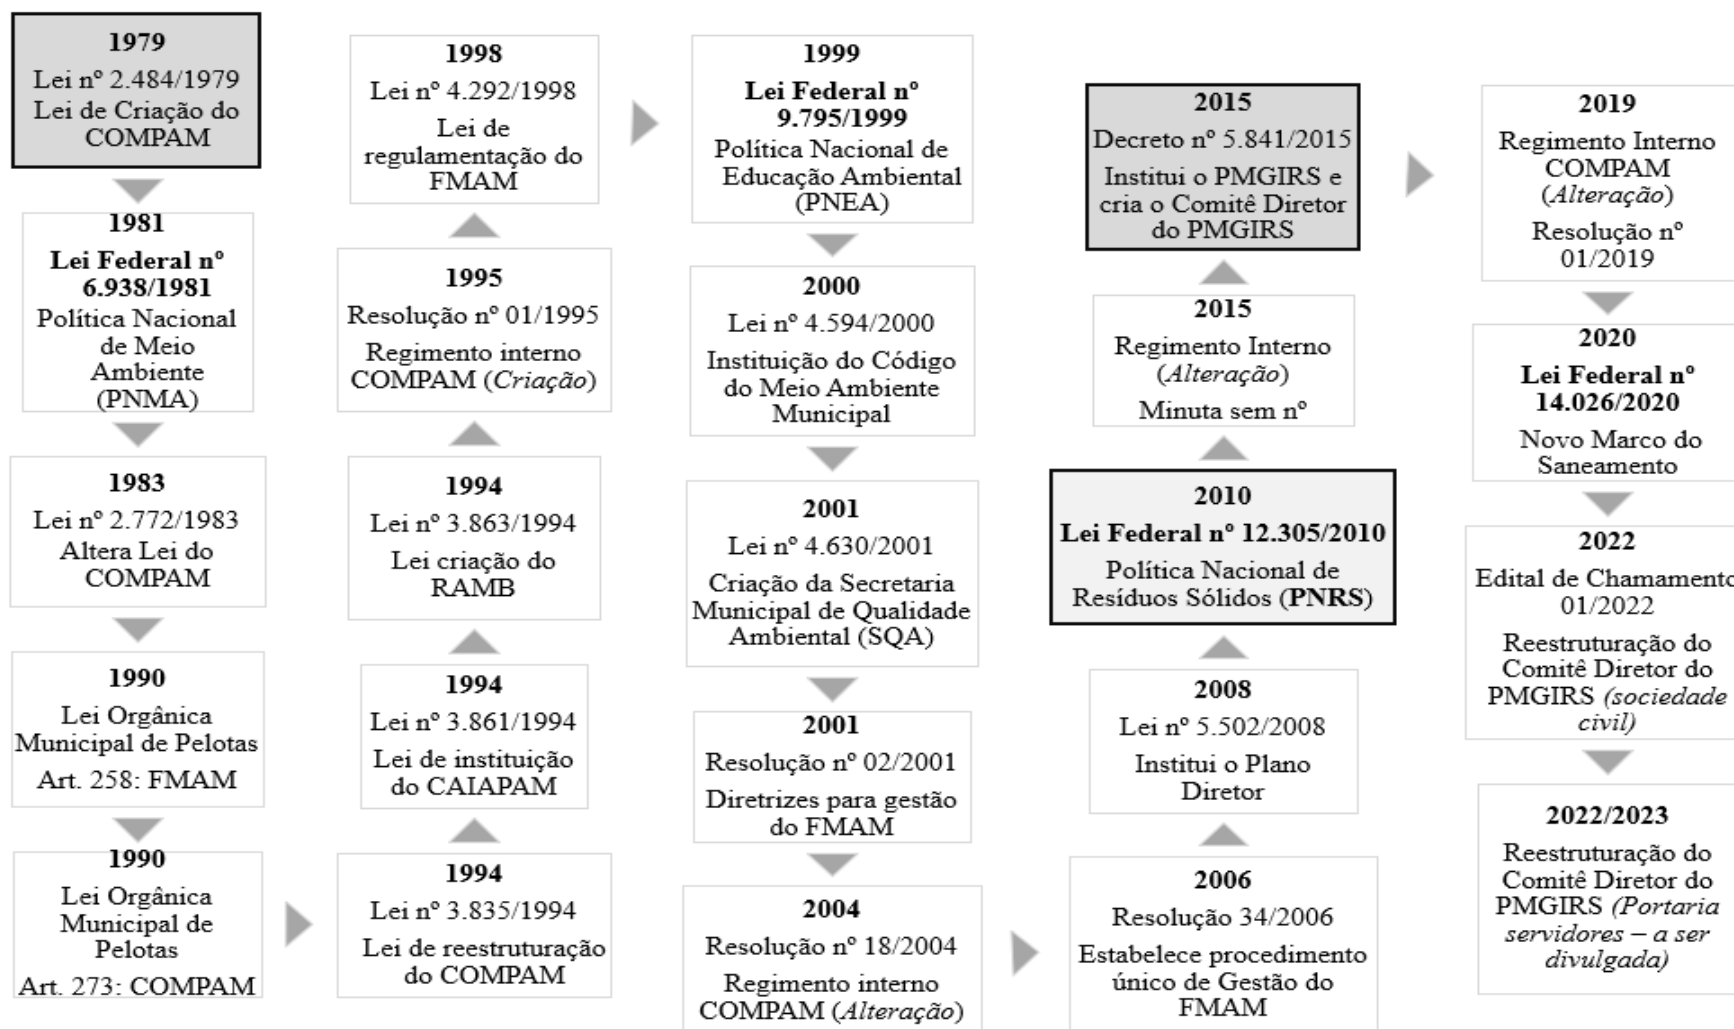 1979
Lei nº 2.484/1979
Lei de Criação do
COMPAM
1981
Lei Federal nº
6.938/1981
Política Nacional
de Meio
Ambiente
(PNMA)
1983
Lei nº 2.772/1983
Altera Lei do
COMPAM
1990
Lei Orgânica
Municipal de Pelotas
Art. 258: FMAM
1990
Lei Orgânica
Municipal de
Pelotas
Art. 273: COMPAM
1994
Lei nº 3.835/1994
Lei de reestruturação
do COMPAM
1994
Lei nº 3.861/1994
Lei de instituição
do CAIAPAM
1994
Lei nº 3.863/1994
Lei criação do
RAMB
1995
Resolução nº 01/1995
Regimento interno
COMPAM (Criação)
1998
Lei nº 4.292/1998
Lei de
regulamentação do
FMAM
1999
Lei Federal nº
9.795/1999
Política Nacional de
Educação Ambiental
(PNEA)
2000
Lei nº 4.594/2000
Instituição do Código
do Meio Ambiente
Municipal
2001
Lei nº 4.630/2001
Criação da Secretaria
Municipal de Qualidade
Ambiental (SQA)
2001
Resolução nº 02/2001
Diretrizes para gestão
do FMAM
2004
Resolução nº 18/2004
Regimento interno
COMPAM (Alteração)
2006
Resolução 34/2006
Estabelece procedimento
único de Gestão do
FMAM
2008
Lei nº 5.502/2008
Institui o Plano
Diretor
2010
Lei Federal nº 12.305/2010
Política Nacional de
Resíduos Sólidos (PNRS)
2015
Regimento Interno
(Alteração)
Minuta sem nº
2015
Decreto nº 5.841/2015
Institui o PMGIRS e
cria o Comitê Diretor
do PMGIRS
2019
Regimento Interno
COMPAM
(Alteração)
Resolução nº
01/2019
2020
Lei Federal nº
14.026/2020
Novo Marco do
Saneamento
2022
Edital de Chamamento
01/2022
Reestruturação do
Comitê Diretor do
PMGIRS (sociedade
civil)
2022/2023
Reestruturação do
Comitê Diretor do
PMGIRS (Portaria
servidores – a ser
divulgada)